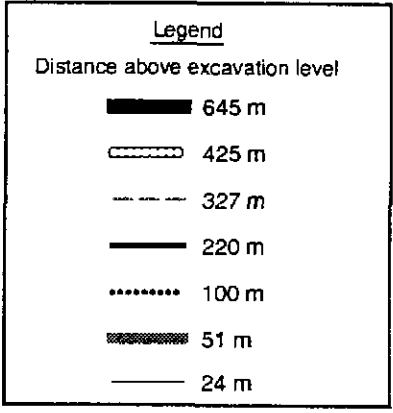 Legend
Distance above excavation level
645 m
425 m
327 m
220 m
100 m
51 m
24 m